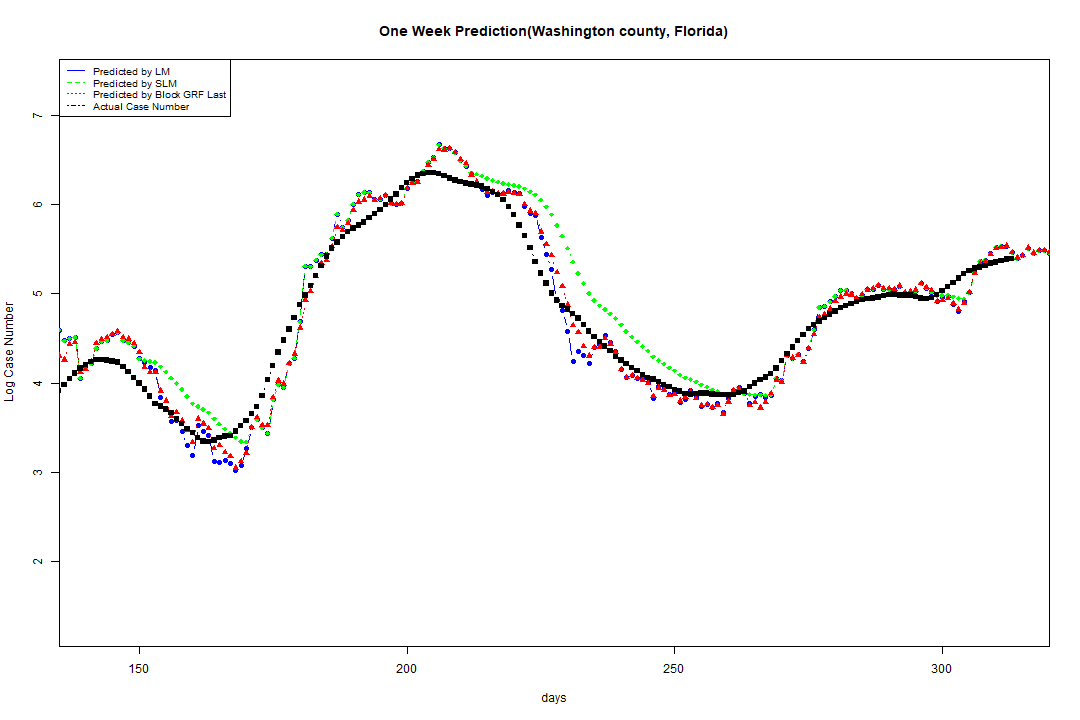 One Week Prediction(Washington county, Florida)
Predicted by LM
Predicted by SLM
Predicted by Block GRF Last
Actual Case Number
7
6
5
4
3
2
Log Case Number
150 200 250 300
days